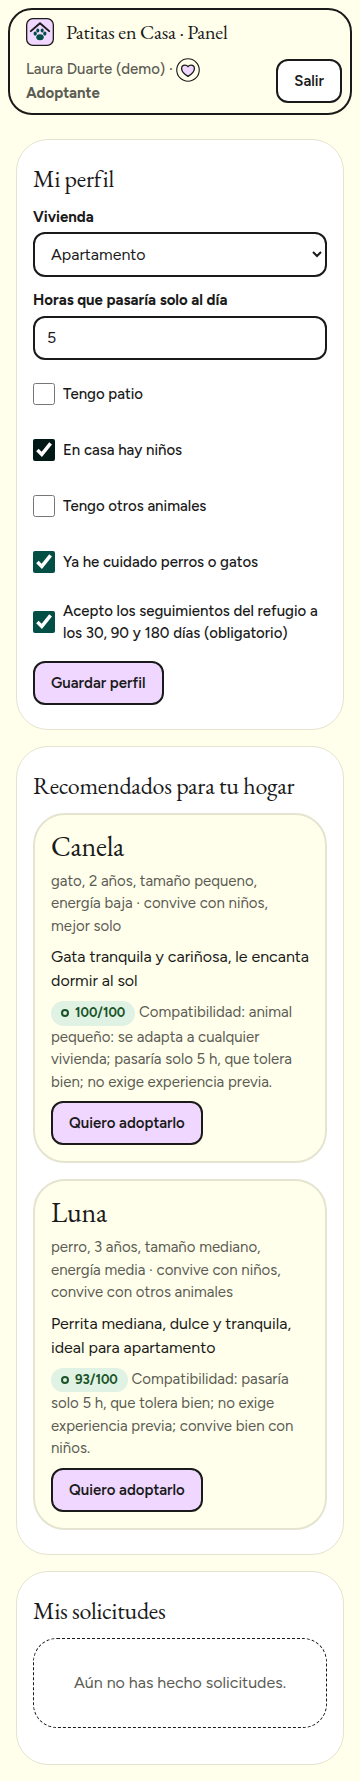 Patitas en Casa · Panel
Laura Duarte (demo) ·
Adoptante
Salir
Mi perfil
Vivienda
Apartamento
Horas que pasaría solo al día
5
Tengo patio
En casa hay niños
Tengo otros animales
Ya he cuidado perros o gatos
Acepto los seguimientos del refugio a
los 30, 90 y 180 días (obligatorio)
Guardar perfil
Recomendados para tu hogar
Canela
gato, 2 años, tamaño pequeno,
energía baja · convive con niños,
mejor solo
Gata tranquila y cariñosa, le encanta
dormir al sol
100/100 Compatibilidad: animal
pequeño: se adapta a cualquier
vivienda; pasaría solo 5 h, que tolera
bien; no exige experiencia previa.
Quiero adoptarlo
Luna
perro, 3 años, tamaño mediano,
energía media · convive con niños,
convive con otros animales
Perrita mediana, dulce y tranquila,
ideal para apartamento
93/100 Compatibilidad: pasaría
solo 5 h, que tolera bien; no exige
experiencia previa; convive bien con
niños.
Quiero adoptarlo
Mis solicitudes
Aún no has hecho solicitudes.